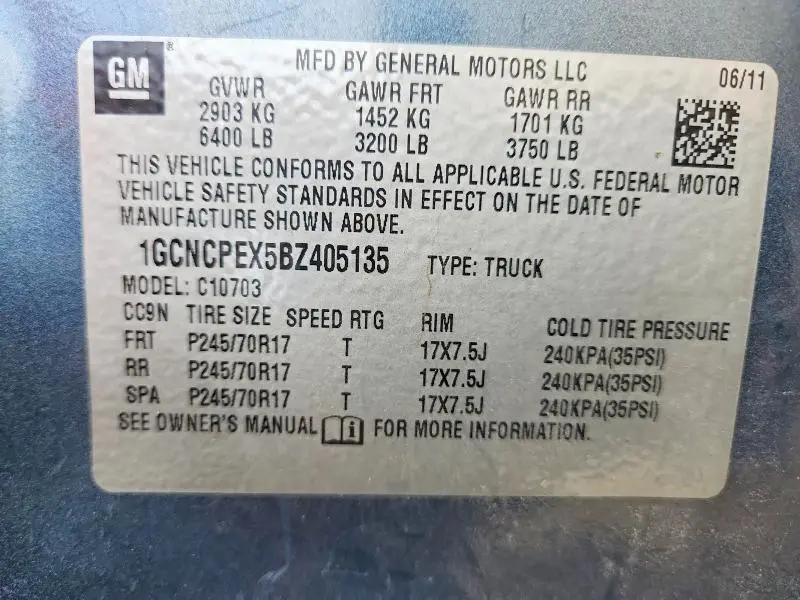 GM ®
MFD BY GENERAL MOTORS LLC
06/11
GVWR GAWR FRT GAWR RR
2903 KG 1452 KG 1701 KG
6400 LB 3200 LB 3750 LB
THIS VEHICLE CONFORMS TO ALL APPLICABLE U.S. FEDERAL MOTOR
VEHICLE SAFETY STANDARDS IN EFFECT ON THE DATE OF
MANUFACTURE SHOWN ABOVE.
1GCNCPEX5BZ405135 TYPE: TRUCK
MODEL: C10703
CC9N TIRE SIZE SPEED RTG RIM COLD TIRE PRESSURE
FRT P245/70R17 T 17X7.5J 240KPA(35PSI)
RR P245/70R17 T 17X7.5J 240KPA(35PSI)
SPA P245/70R17 T 17X7.5J 240KPA(35PSI)
SEE OWNER'S MANUAL i FOR MORE INFORMATION.